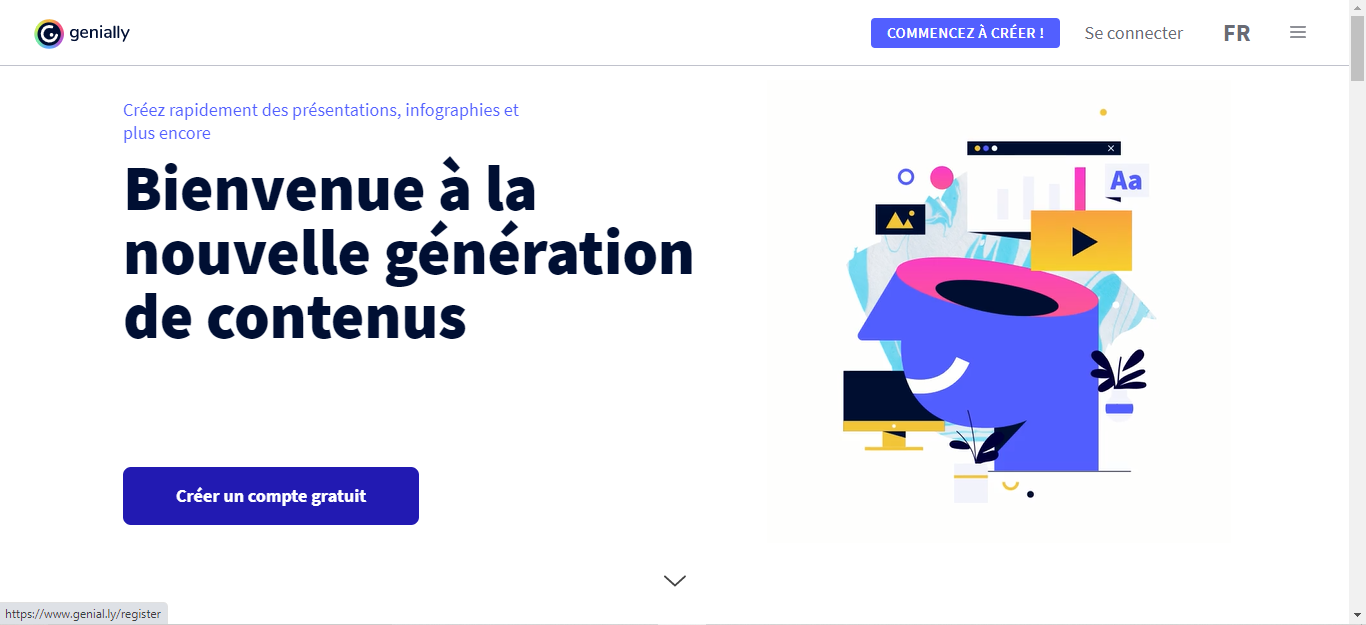 genially
COMMENCEZ À CRÉER !
Se connecter
FR
Créez rapidement des présentations, infographies et
plus encore
Bienvenue à la
nouvelle génération
de contenus
Aa
Créer un compte gratuit
https://www.genial.ly/register